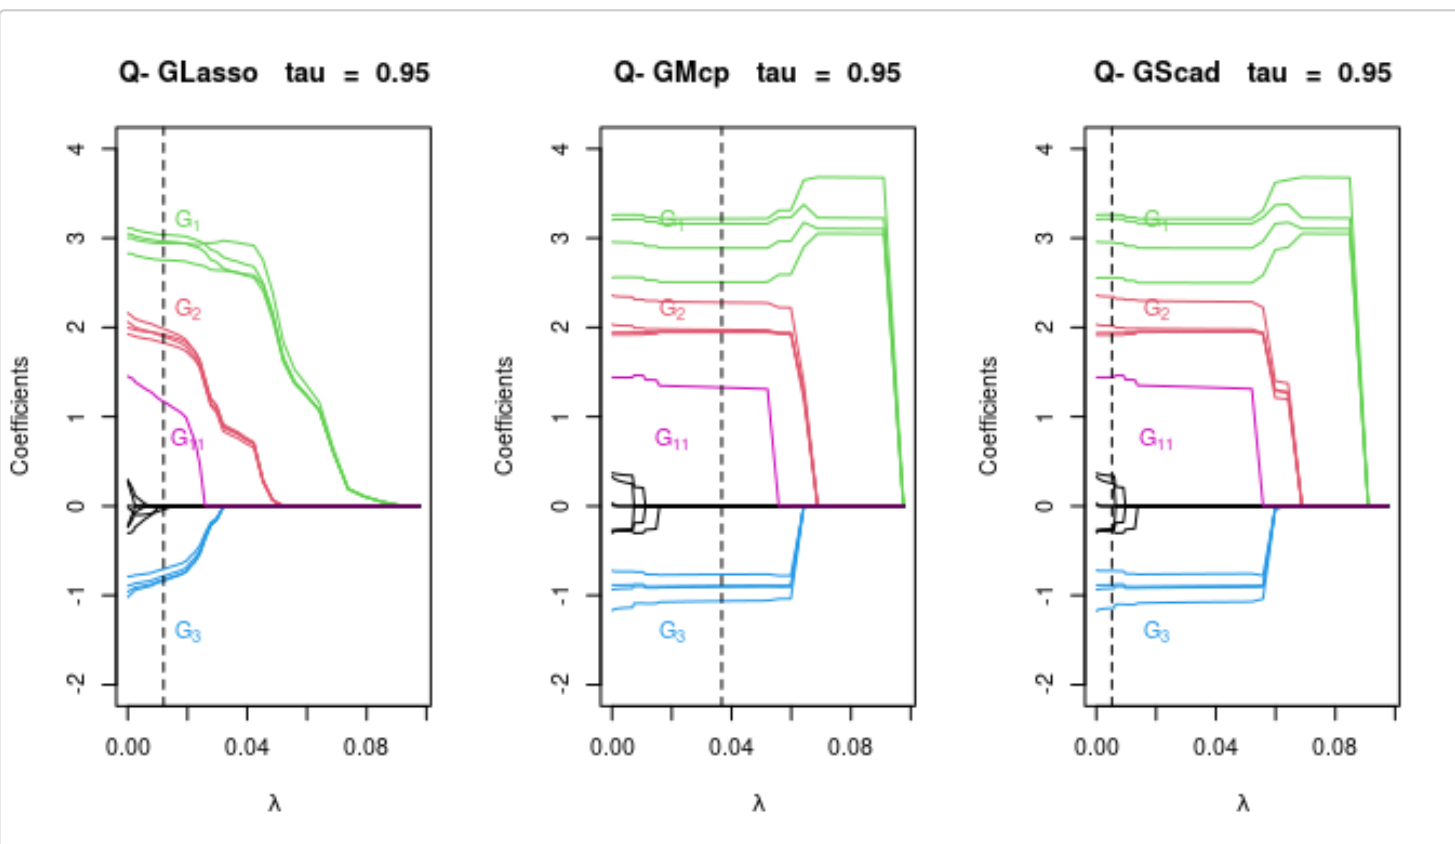 Q- GLasso tau = 0.95
Coefficients
4
3
2
1
0
-1
-2
G1
G2
G11
G3
0.00 0.04 0.08
λ
Q- GMcp tau = 0.95
Coefficients
4
3
2
1
0
-1
-2
G1
G2
G11
G3
0.00 0.04 0.08
λ
Q- GScad tau = 0.95
Coefficients
4
3
2
1
0
-1
-2
G1
G2
G11
G3
0.00 0.04 0.08
λ